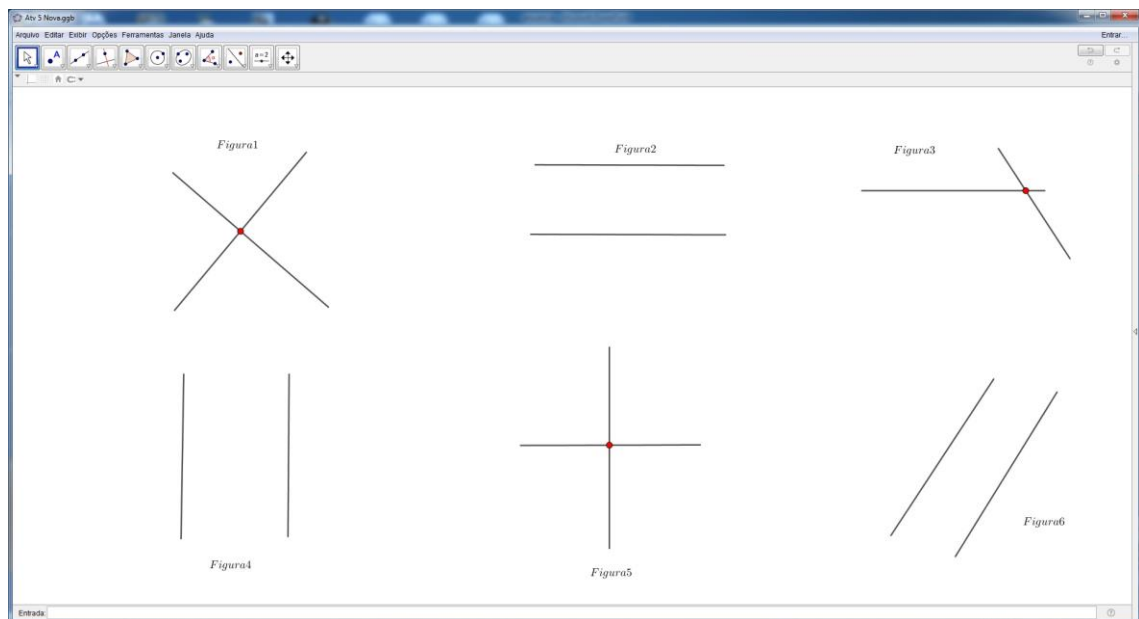 Atv 5 Nova.ggb
Arquivo Editar Exibir Opções Ferramentas Janela Ajuda
Entrar...
A
a=2
Figura1
Figura2
Figura3
Figura4
Figura5
Figura6
Entrada: